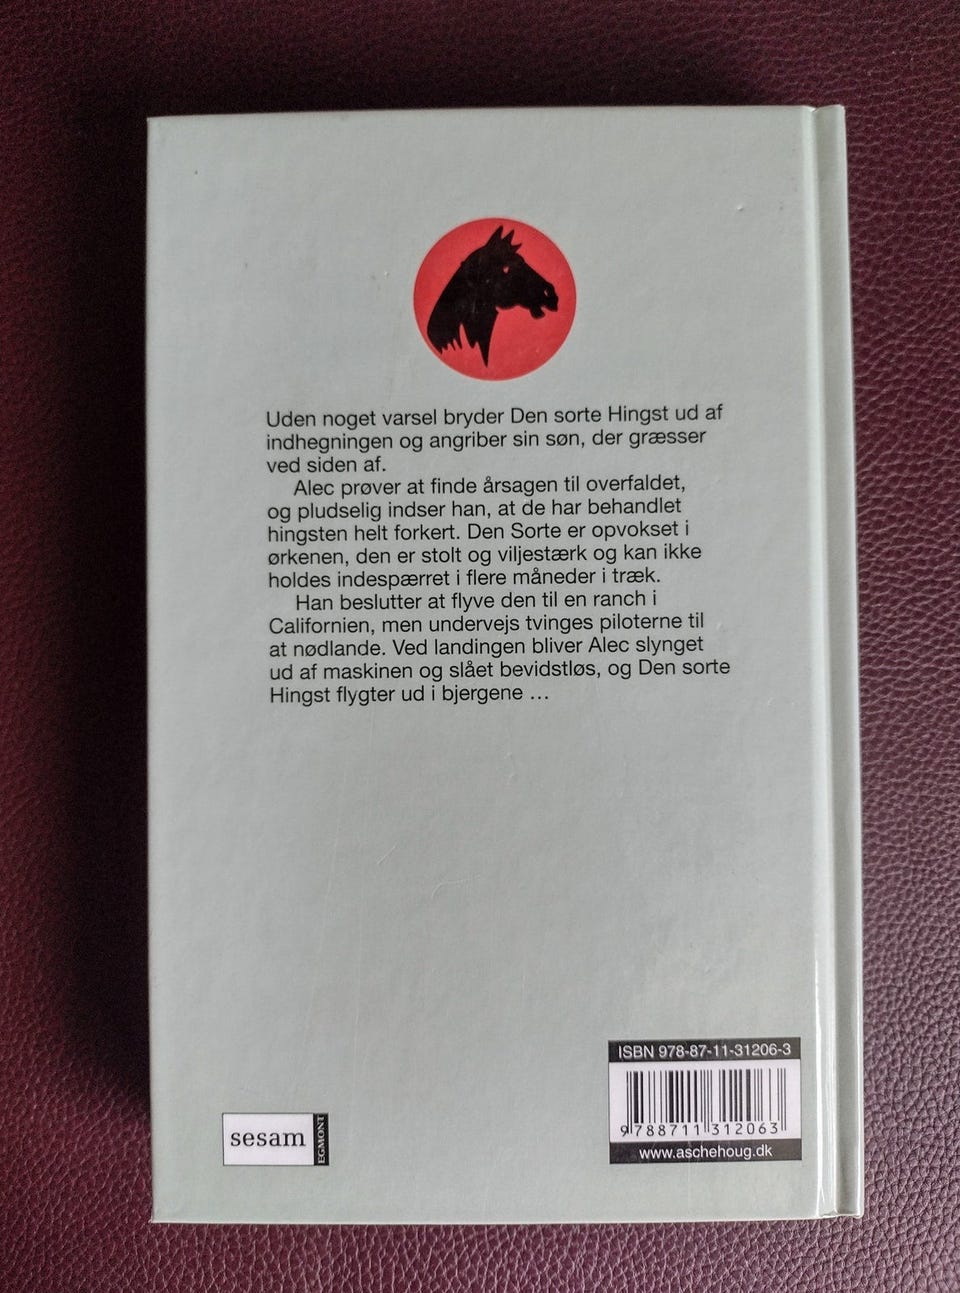 Uden noget varsel bryder Den sorte Hingst ud af
indhegningen og angriber sin søn, der græsser
ved siden af.
Alec prøver at finde årsagen til overfaldet,
og pludselig indser han, at de har behandlet
hingsten helt forkert. Den Sorte er opvokset i
ørkenen, den er stolt og viljestærk og kan ikke
holdes indespærret i flere måneder i træk.
Han beslutter at flyve den til en ranch i
Californien, men undervejs tvinges piloterne til
at nødlande. Ved landingen bliver Alec slynget
ud af maskinen og slået bevidstløs, og Den sorte
Hingst flygter ud i bjergene ...
ISBN 978-87-11-31206-3
9 788711 312063
www.aschehoug.dk
sesam
EGMONT